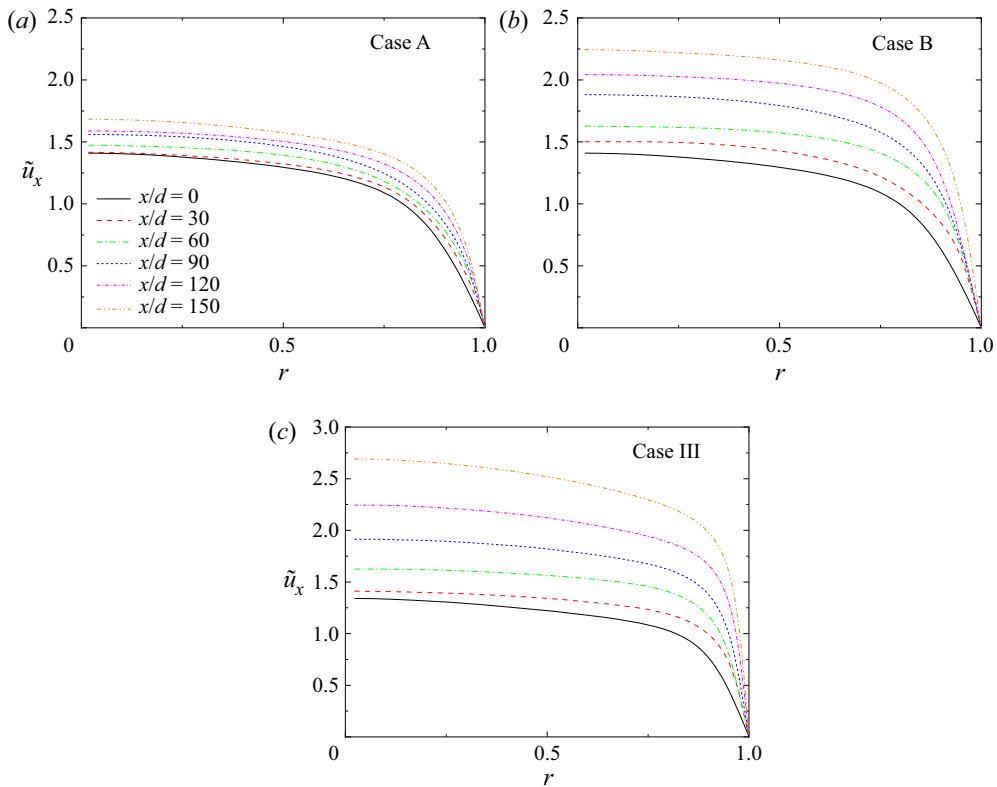 (a)
2.5
Case A
2.0
1.5
ũx
1.0
0.5
x/d = 0
x/d = 30
x/d = 60
x/d = 90
x/d = 120
x/d = 150
0
0.5
1.0
r
(b)
2.5
Case B
2.0
1.5
1.0
0.5
0
0.5
1.0
r
(c)
3.0
Case III
2.5
2.0
ũx
1.5
1.0
0.5
0
0.5
1.0
r